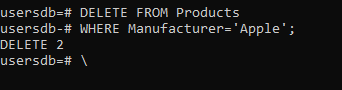 usersdb=# DELETE FROM Products
usersdb-# WHERE Manufacturer='Apple';
DELETE 2
usersdb=# \